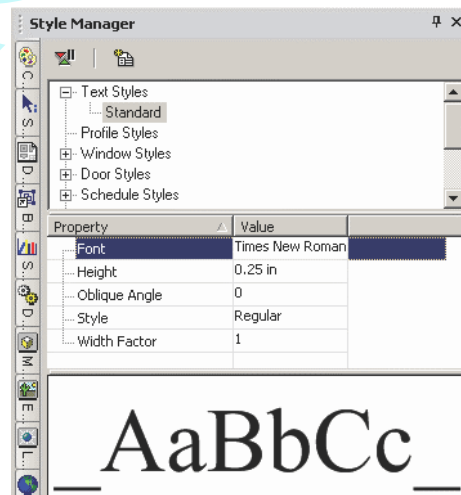 Style Manager
Text Styles
Standard
Profile Styles
Window Styles
Door Styles
Schedule Styles
Property Value
Font Times New Roman
Height 0.25 in
Oblique Angle 0
Style Regular
Width Factor 1
AaBbCc
C...
S...
D...
B...
S...
D...
M...
E...
L...